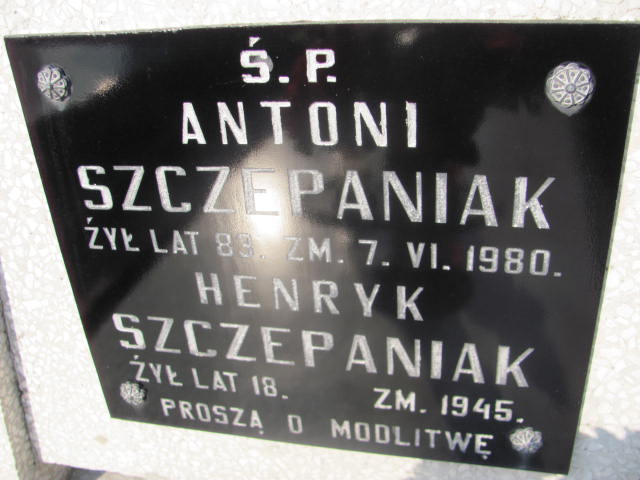 Ś. P.
ANTONI
SZCZEPANIAK
ŻYŁ LAT 83. ZM. 7. VI. 1980.
HENRYK
SZCZEPANIAK
ŻYŁ LAT 18. ZM. 1945.
PROSZĄ O MODLITWĘ